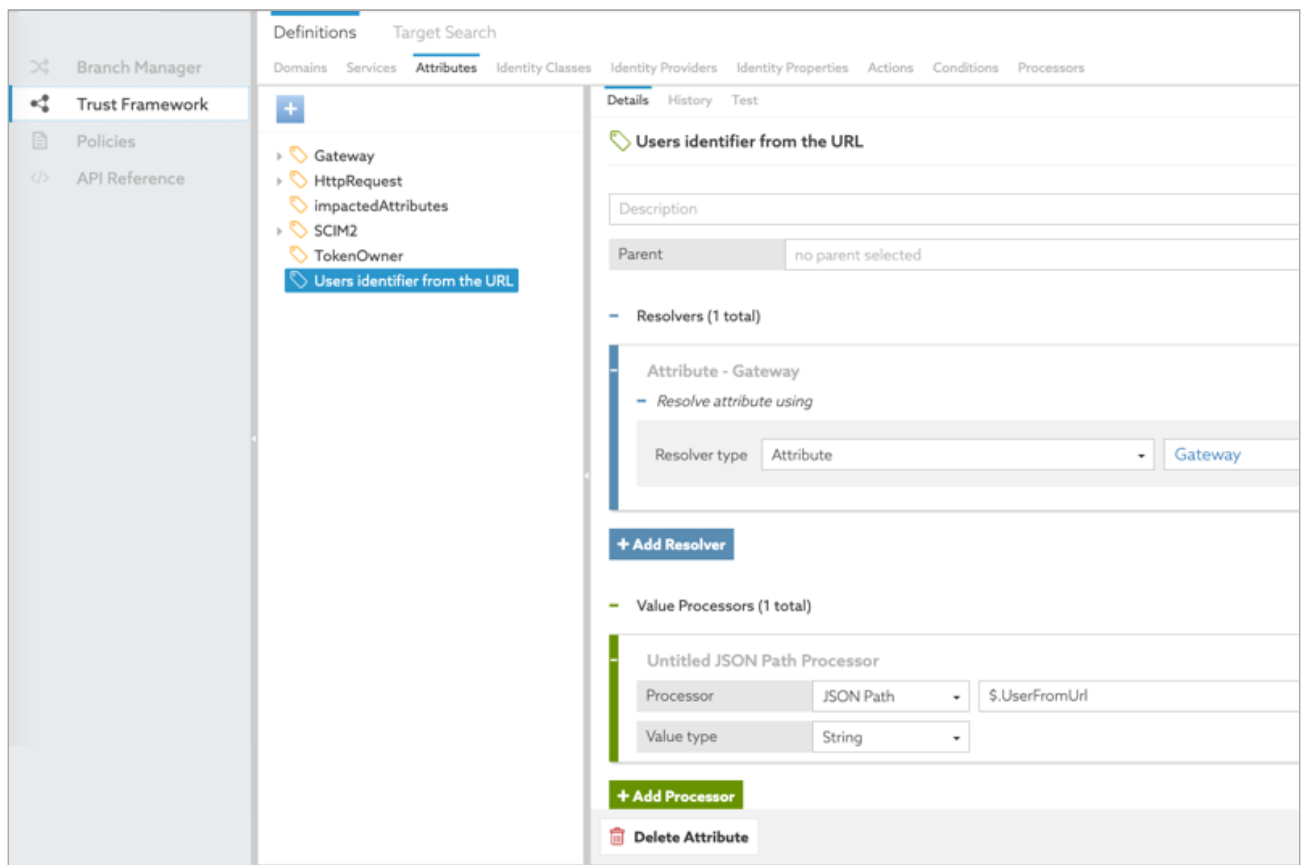 Definitions Target Search
Branch Manager
Trust Framework
Policies
API Reference
Domains Services Attributes Identity Classes Identity Providers Identity Properties Actions Conditions Processors
+
Gateway
HttpRequest
impactedAttributes
SCIM2
TokenOwner
Users identifier from the URL
Details History Test
Users identifier from the URL
Description
Parent no parent selected
Resolvers (1 total)
Attribute - Gateway
Resolve attribute using
Resolver type Attribute Gateway
+ Add Resolver
Value Processors (1 total)
Untitled JSON Path Processor
Processor JSON Path $.UserFromUrl
Value type String
+ Add Processor
Delete Attribute